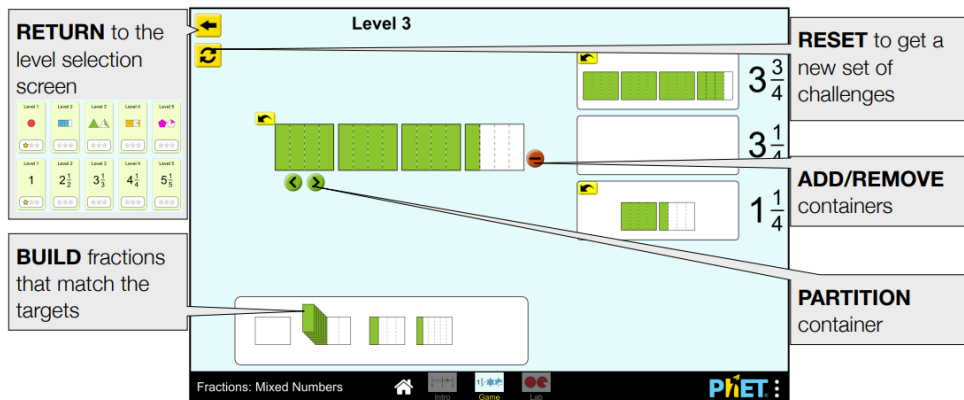 RETURN to the
level selection
screen
Level 1 Level 2 Level 3 Level 4 Level 5
Level 1 Level 2 Level 3 Level 4 Level 5
1 2 1/2 3 1/3 4 1/4 5 1/5
BUILD fractions
that match the
targets
Level 3
3 3/4
3 1/4
1 1/4
RESET to get a
new set of
challenges
ADD/REMOVE
containers
PARTITION
container
Fractions: Mixed Numbers
Intro
Game
Lab
PhET